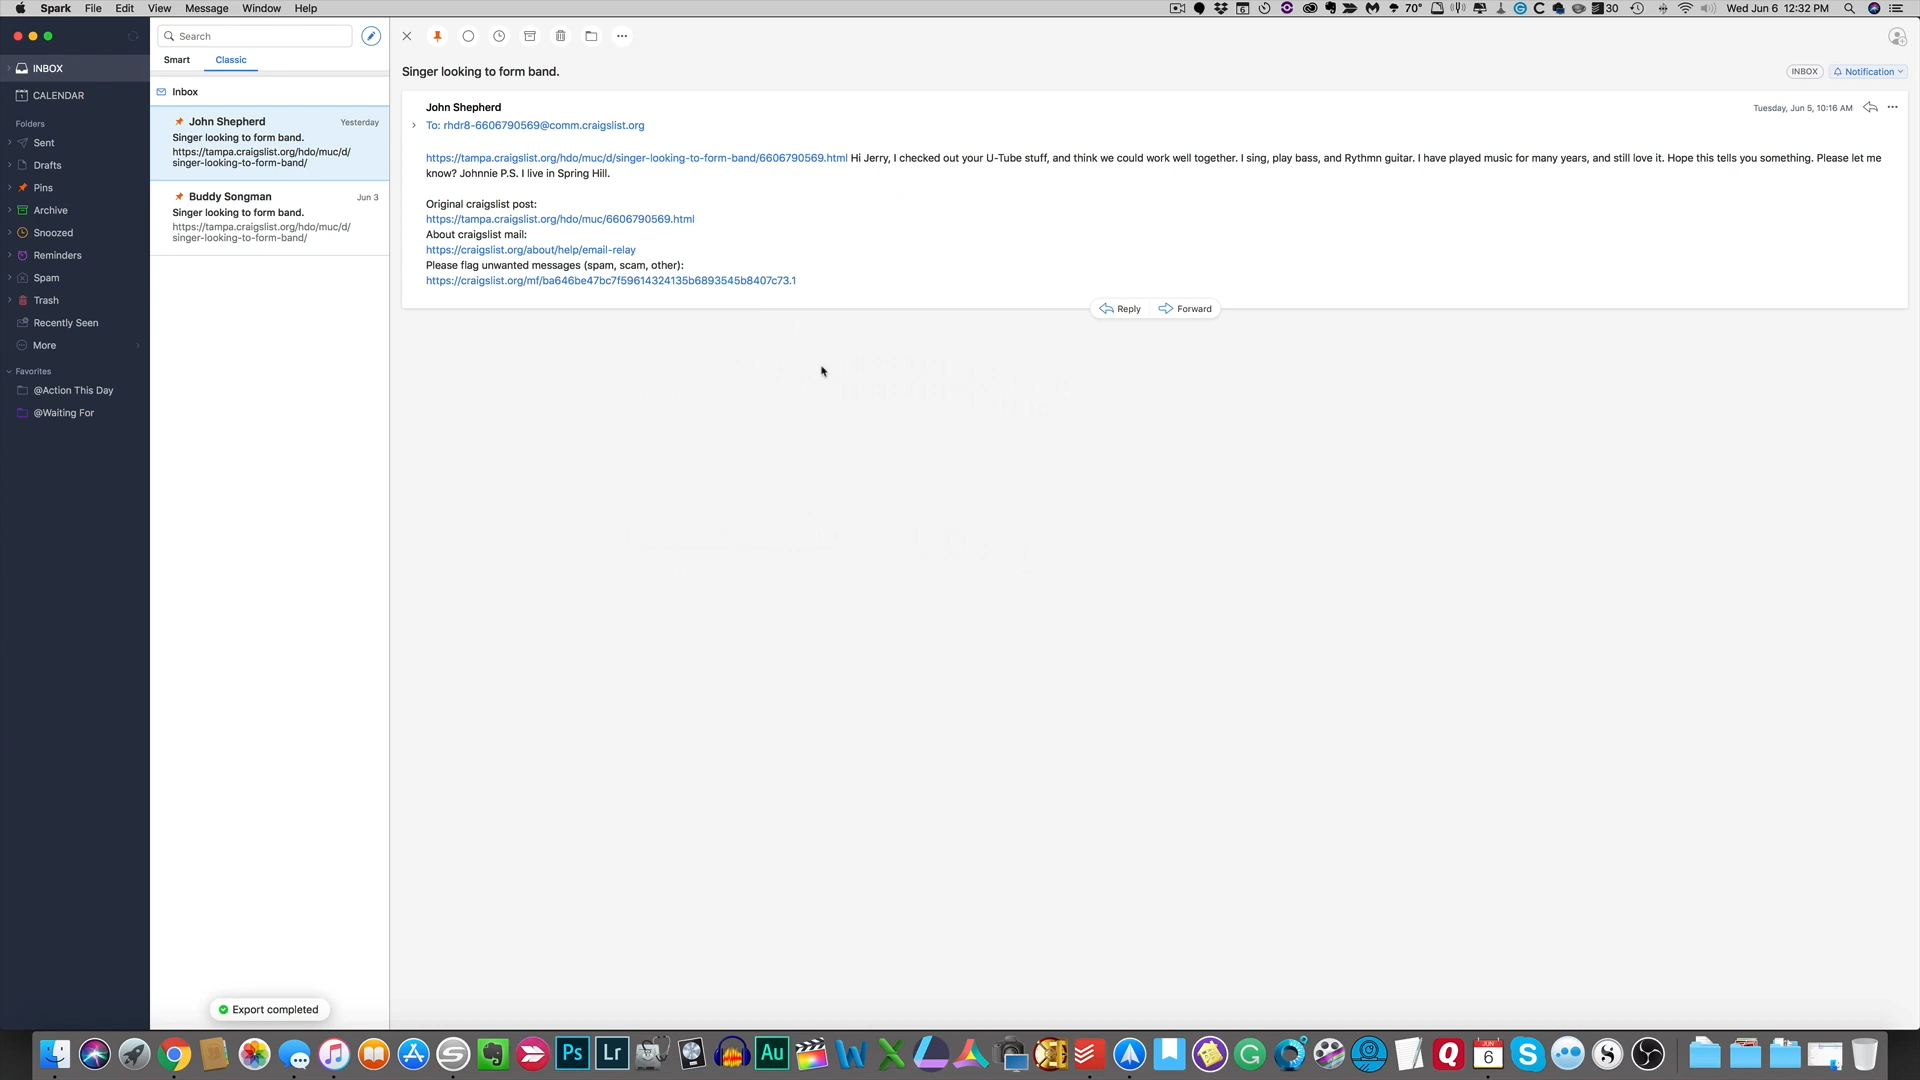 Spark File Edit View Message Window Help
70° 30 Wed Jun 6 12:32 PM
Search
Smart Classic
INBOX
CALENDAR
Folders
Sent
Drafts
Pins
Archive
Snoozed
Reminders
Spam
Trash
Recently Seen
More
Favorites
@Action This Day
@Waiting For
Inbox
John Shepherd Yesterday
Singer looking to form band.
https://tampa.craigslist.org/hdo/muc/d/
singer-looking-to-form-band/
Buddy Songman Jun 3
Singer looking to form band.
https://tampa.craigslist.org/hdo/muc/d/
singer-looking-to-form-band/
Export completed
Singer looking to form band.
INBOX Notification
John Shepherd Tuesday, Jun 5, 10:16 AM
To: rhdr8-6606790569@comm.craigslist.org
https://tampa.craigslist.org/hdo/muc/d/singer-looking-to-form-band/6606790569.html Hi Jerry, I checked out your U-Tube stuff, and think we could work well together. I sing, play bass, and Rythmn guitar. I have played music for many years, and still love it. Hope this tells you something. Please let me
know? Johnnie P.S. I live in Spring Hill.
Original craigslist post:
https://tampa.craigslist.org/hdo/muc/6606790569.html
About craigslist mail:
https://craigslist.org/about/help/email-relay
Please flag unwanted messages (spam, scam, other):
https://craigslist.org/mf/ba646be47bc7f59614324135b6893545b8407c73.1
Reply Forward
Ps Lr Au JUN 6